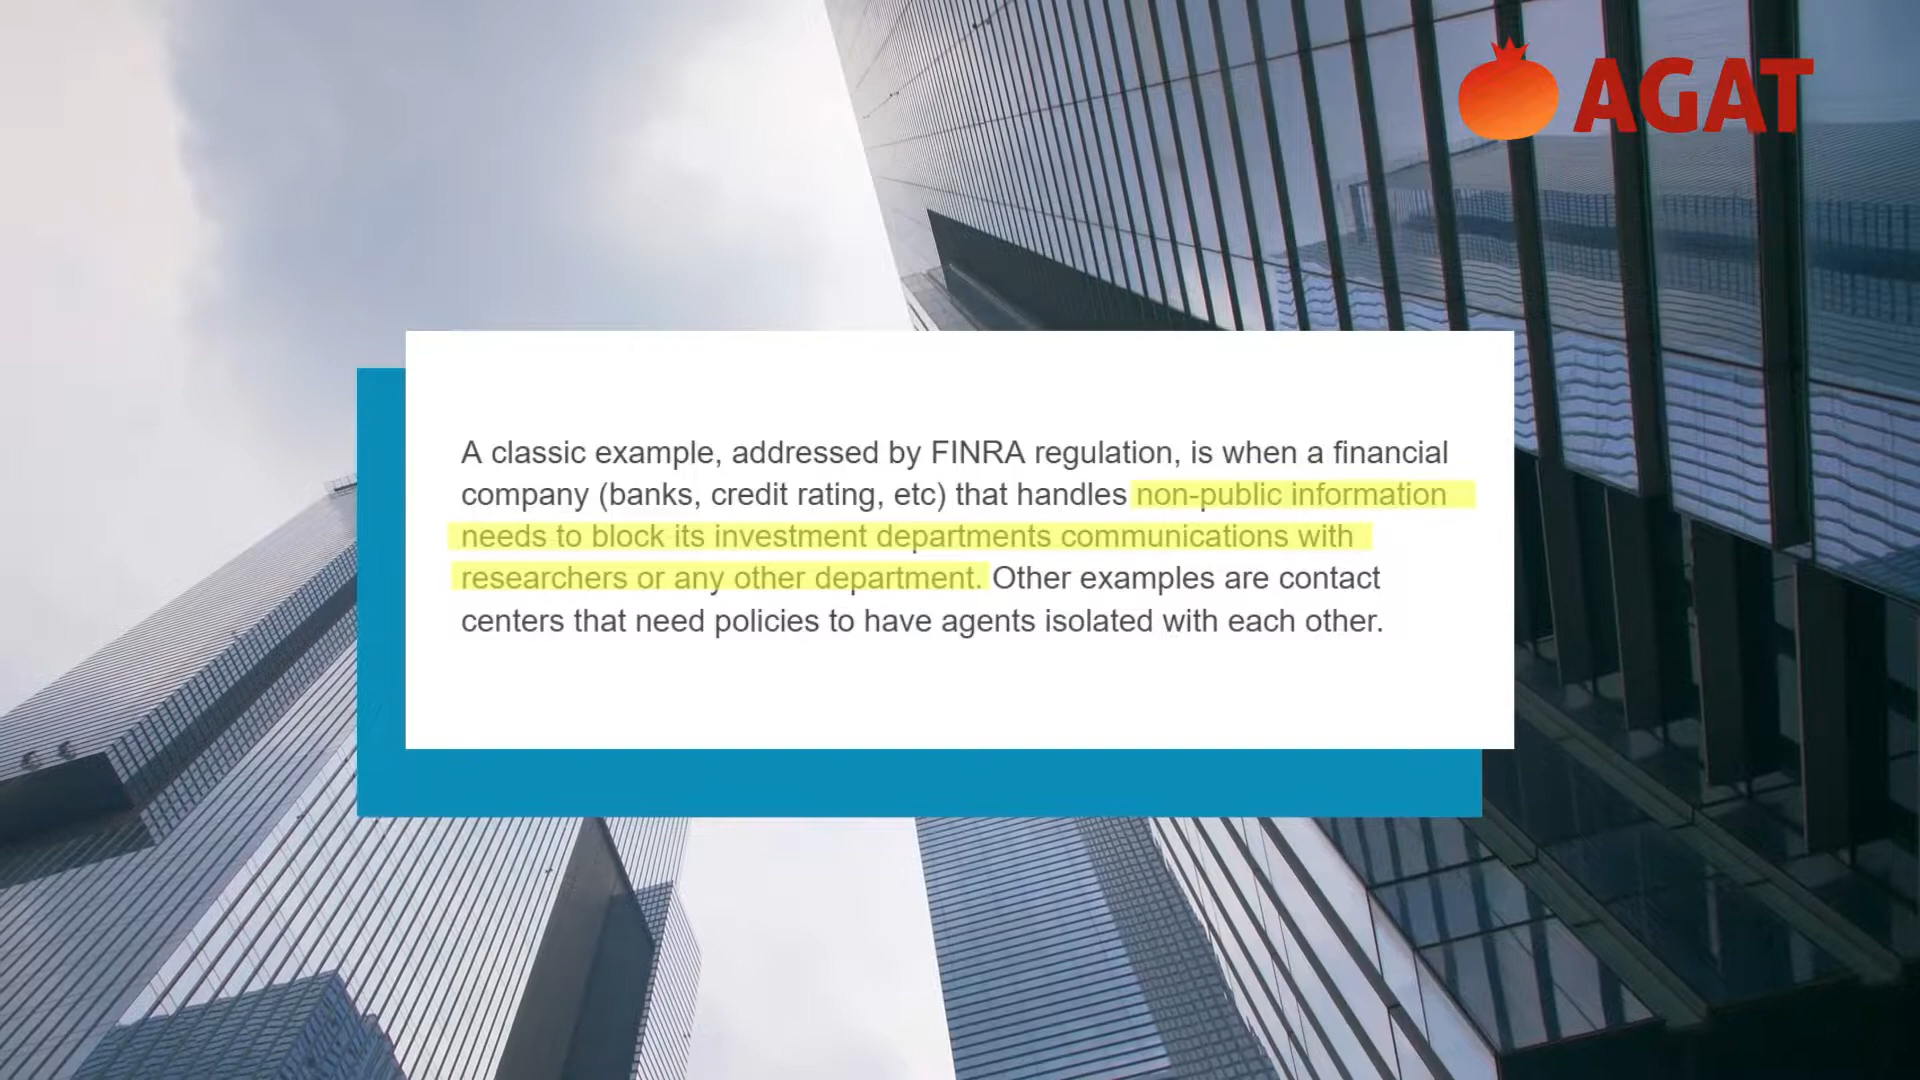 AGAT
A classic example, addressed by FINRA regulation, is when a financial
company (banks, credit rating, etc) that handles non-public information
needs to block its investment departments communications with
researchers or any other department. Other examples are contact
centers that need policies to have agents isolated with each other.